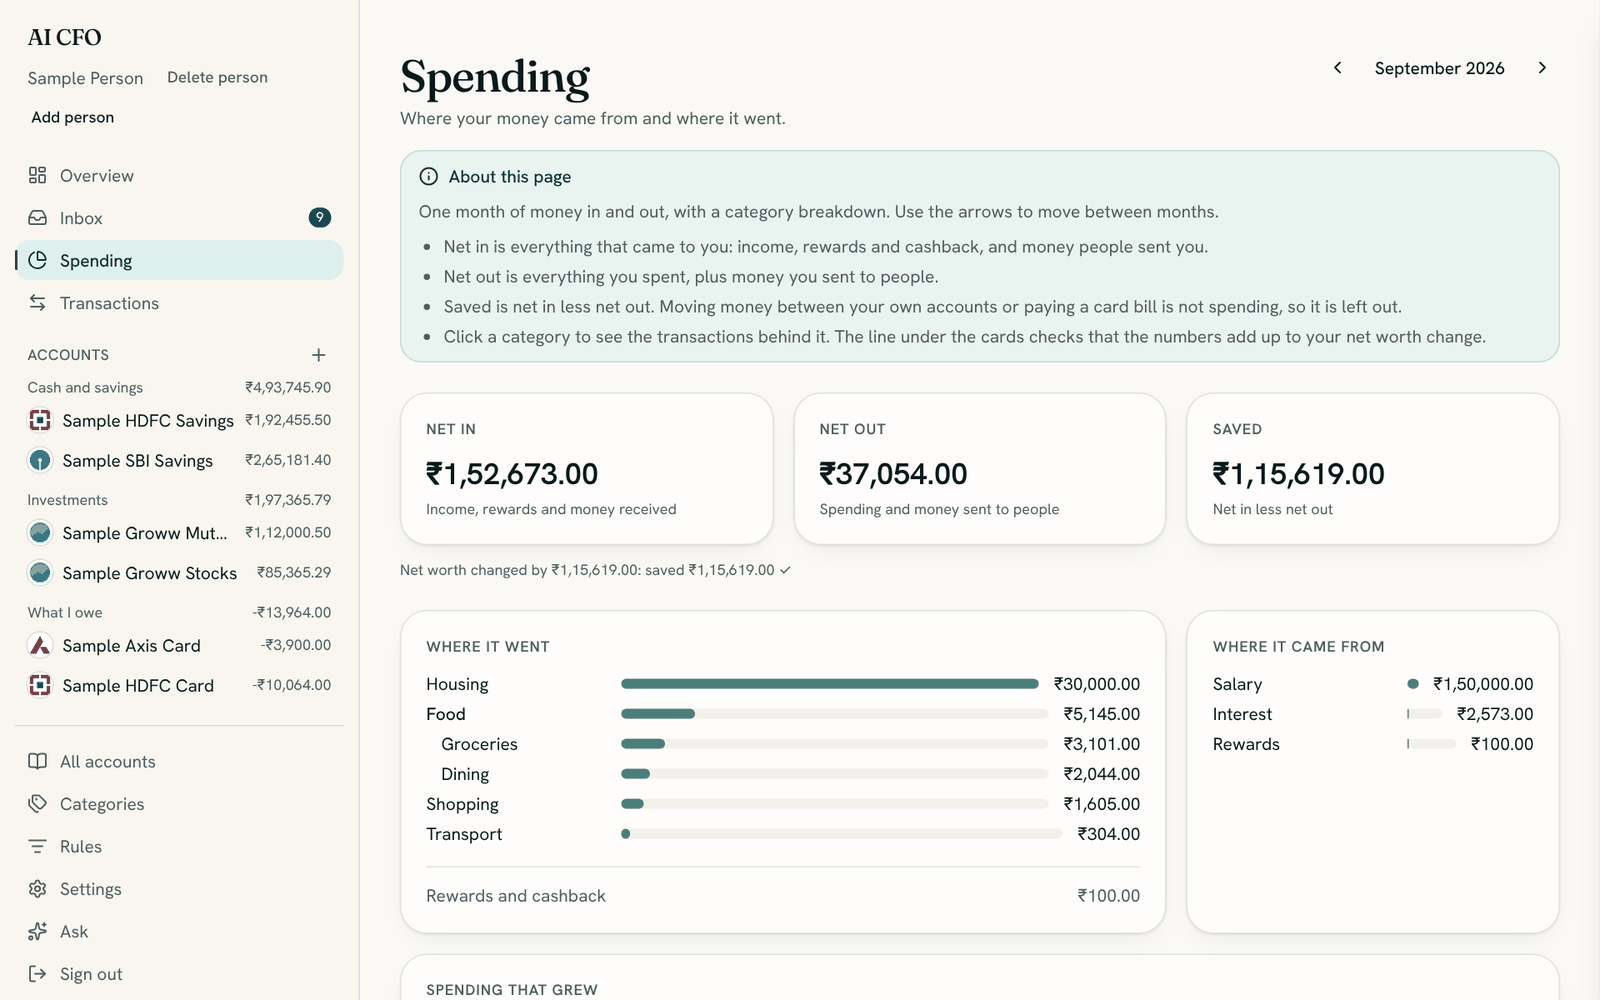 AI CFO
Sample Person Delete person
Add person
Overview
Inbox 9
Spending
Transactions
ACCOUNTS
Cash and savings ₹4,93,745.90
Sample HDFC Savings ₹1,92,455.50
Sample SBI Savings ₹2,65,181.40
Investments ₹1,97,365.79
Sample Groww Mut... ₹1,12,000.50
Sample Groww Stocks ₹85,365.29
What I owe -₹13,964.00
Sample Axis Card -₹3,900.00
Sample HDFC Card -₹10,064.00
All accounts
Categories
Rules
Settings
Ask
Sign out
Spending
September 2026
Where your money came from and where it went.
About this page
One month of money in and out, with a category breakdown. Use the arrows to move between months.
• Net in is everything that came to you: income, rewards and cashback, and money people sent you.
• Net out is everything you spent, plus money you sent to people.
• Saved is net in less net out. Moving money between your own accounts or paying a card bill is not spending, so it is left out.
• Click a category to see the transactions behind it. The line under the cards checks that the numbers add up to your net worth change.
NET IN
₹1,52,673.00
Income, rewards and money received
NET OUT
₹37,054.00
Spending and money sent to people
SAVED
₹1,15,619.00
Net in less net out
Net worth changed by ₹1,15,619.00: saved ₹1,15,619.00 ✓
WHERE IT WENT
Housing ₹30,000.00
Food ₹5,145.00
Groceries ₹3,101.00
Dining ₹2,044.00
Shopping ₹1,605.00
Transport ₹304.00
Rewards and cashback ₹100.00
WHERE IT CAME FROM
Salary ₹1,50,000.00
Interest ₹2,573.00
Rewards ₹100.00
SPENDING THAT GREW